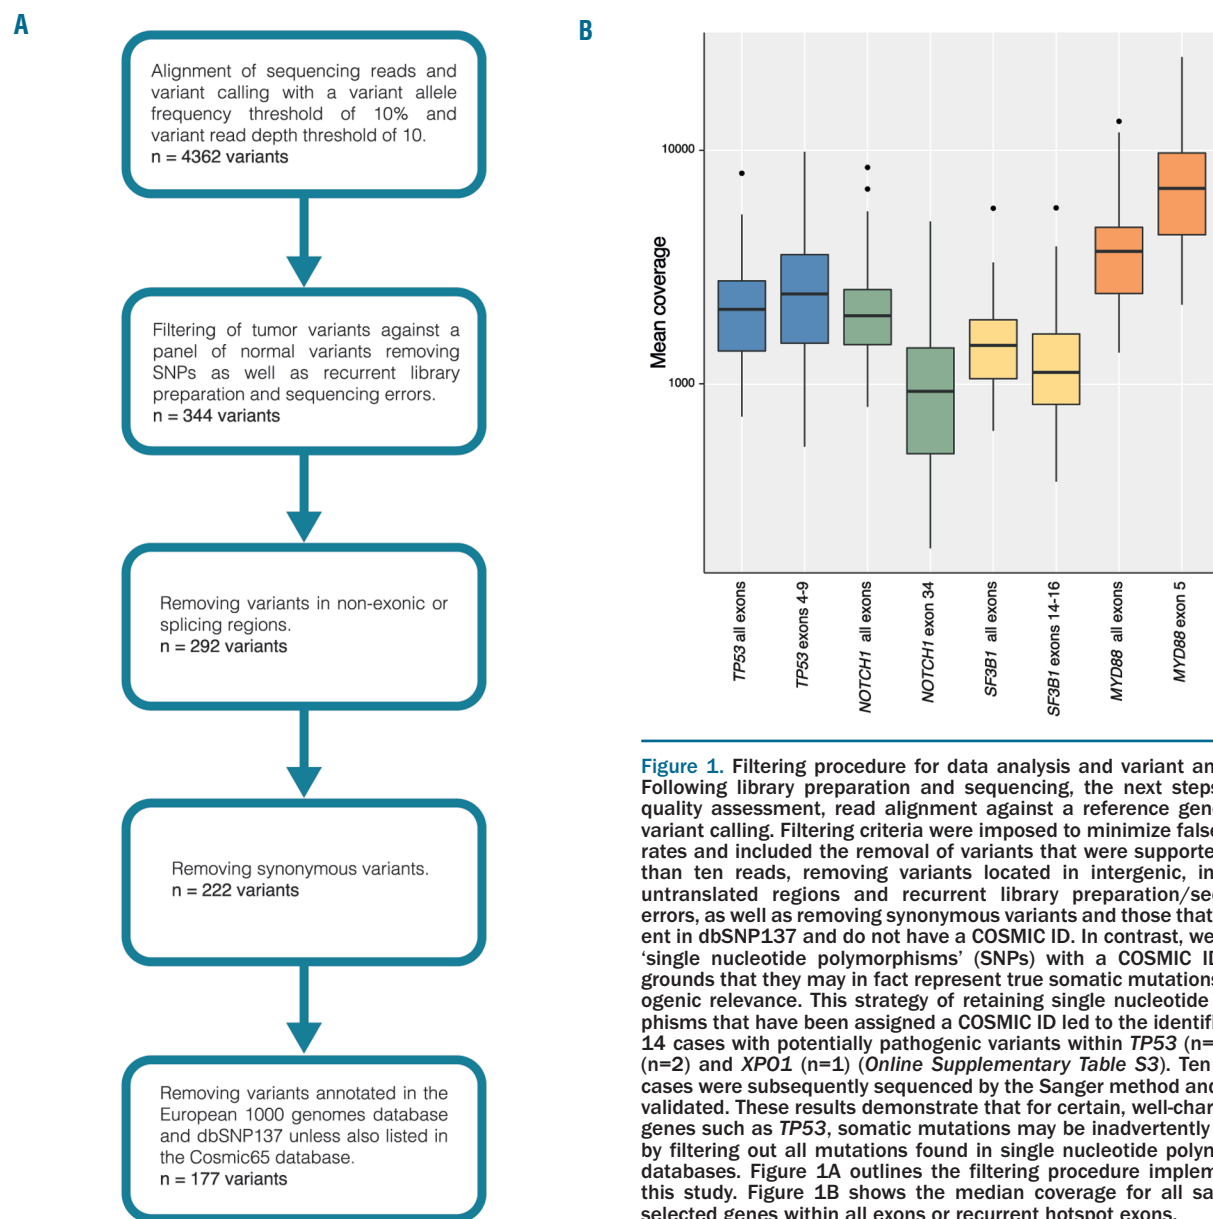 A
Alignment of sequencing reads and
variant calling with a variant allele
frequency threshold of 10% and
variant read depth threshold of 10.
n = 4362 variants
Filtering of tumor variants against a
panel of normal variants removing
SNPs as well as recurrent library
preparation and sequencing errors.
n = 344 variants
Removing variants in non-exonic or
splicing regions.
n = 292 variants
Removing synonymous variants.
n = 222 variants
Removing variants annotated in the
European 1000 genomes database
and dbSNP137 unless also listed in
the Cosmic65 database.
n = 177 variants
B
Mean coverage
10000
1000
TP53 all exons
TP53 exons 4-9
NOTCH1 all exons
NOTCH1 exon 34
SF3B1 all exons
SF3B1 exons 14-16
MYD88 all exons
MYD88 exon 5
Figure 1. Filtering procedure for data analysis and variant an
Following library preparation and sequencing, the next steps
quality assessment, read alignment against a reference gen
variant calling. Filtering criteria were imposed to minimize false
rates and included the removal of variants that were supporte
than ten reads, removing variants located in intergenic, in
untranslated regions and recurrent library preparation/se
errors, as well as removing synonymous variants and those that
ent in dbSNP137 and do not have a COSMIC ID. In contrast, we
‘single nucleotide polymorphisms’ (SNPs) with a COSMIC ID
grounds that they may in fact represent true somatic mutations
ogenic relevance. This strategy of retaining single nucleotide
phisms that have been assigned a COSMIC ID led to the identifi
14 cases with potentially pathogenic variants within TP53 (n=
(n=2) and XPO1 (n=1) (Online Supplementary Table S3). Ten
cases were subsequently sequenced by the Sanger method and
validated. These results demonstrate that for certain, well-char
genes such as TP53, somatic mutations may be inadvertently
by filtering out all mutations found in single nucleotide polyn
databases. Figure 1A outlines the filtering procedure implem
this study. Figure 1B shows the median coverage for all sa
selected genes within all exons or recurrent hotspot exons.